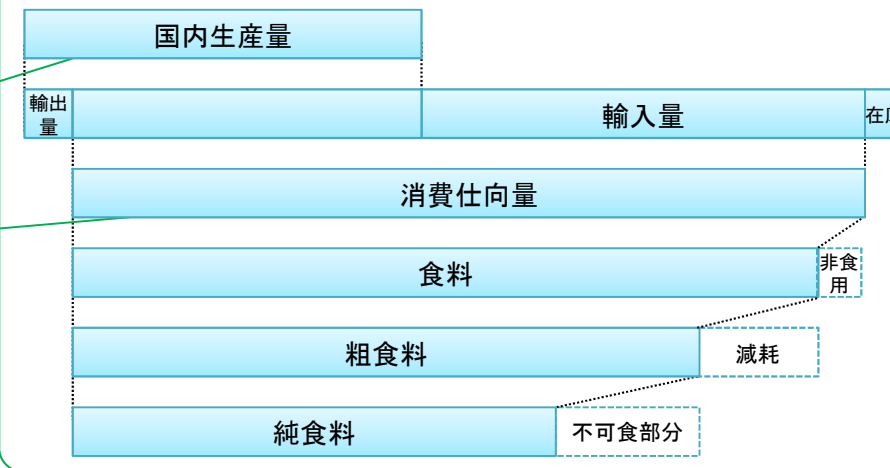 国内生産量
輸出
量
輸入量
在
消費仕向量
食料
非食
用
粗食料
減耗
純食料
不可食部分